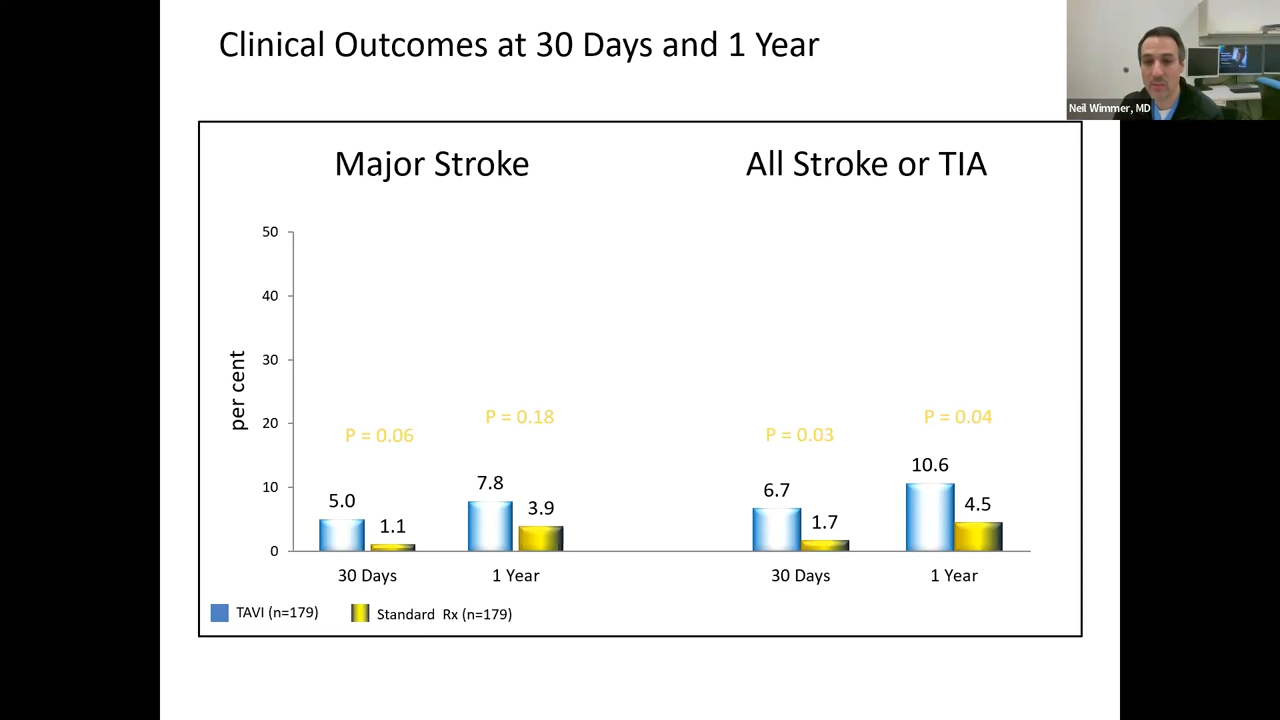 Clinical Outcomes at 30 Days and 1 Year
Neil Wimmer, MD
Major Stroke
All Stroke or TIA
per cent
50
40
30
20
10
0
P = 0.06
P = 0.18
P = 0.03
P = 0.04
5.0
1.1
7.8
3.9
6.7
1.7
10.6
4.5
30 Days
1 Year
30 Days
1 Year
TAVI (n=179)
Standard Rx (n=179)